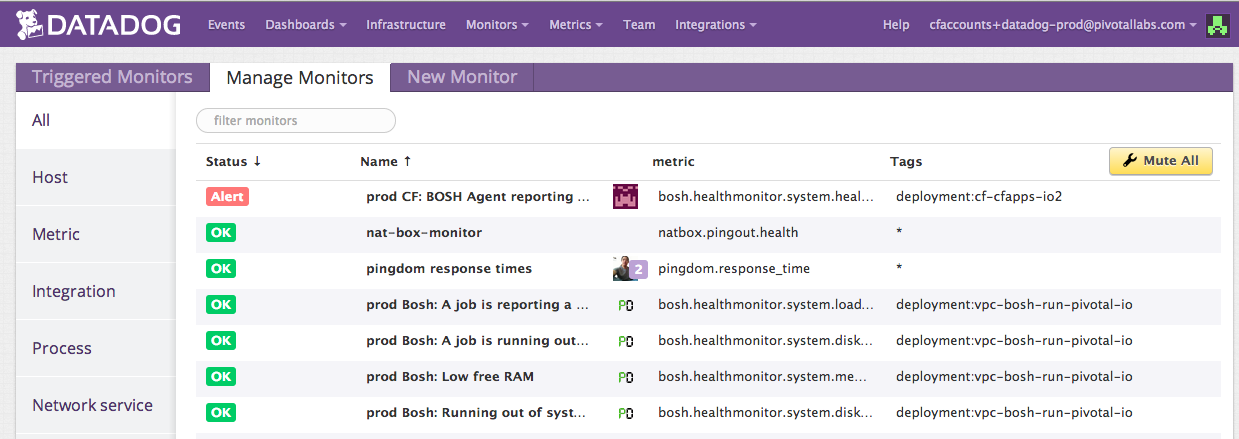 DATADOG Events Dashboards Infrastructure Monitors Metrics Team Integrations Help cfaccounts+datadog-prod@pivotallabs.com
Triggered Monitors Manage Monitors New Monitor
All
Host
Metric
Integration
Process
Network service
filter monitors
Status ↓ Name ↑ metric Tags Mute All
Alert prod CF: BOSH Agent reporting ... bosh.healthmonitor.system.heal... deployment:cf-cfapps-io2
OK nat-box-monitor natbox.pingout.health *
OK pingdom response times 2 pingdom.response_time *
OK prod Bosh: A job is reporting a ... PD bosh.healthmonitor.system.load... deployment:vpc-bosh-run-pivotal-io
OK prod Bosh: A job is running out... PD bosh.healthmonitor.system.disk... deployment:vpc-bosh-run-pivotal-io
OK prod Bosh: Low free RAM PD bosh.healthmonitor.system.me... deployment:vpc-bosh-run-pivotal-io
OK prod Bosh: Running out of syst... PD bosh.healthmonitor.system.disk... deployment:vpc-bosh-run-pivotal-io